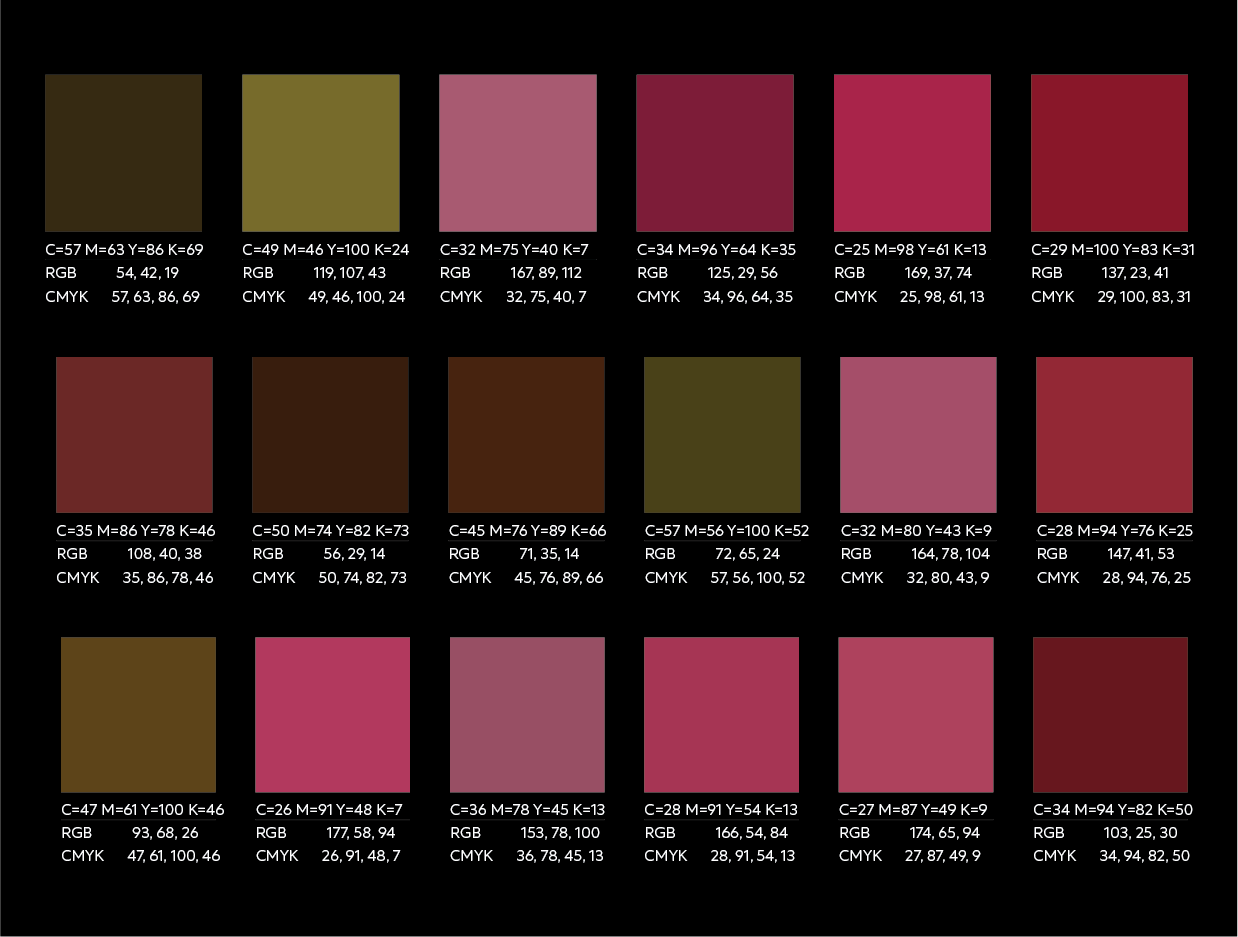 C=57 M=63 Y=86 K=69
RGB 54, 42, 19
CMYK 57, 63, 86, 69
C=49 M=46 Y=100 K=24
RGB 119, 107, 43
CMYK 49, 46, 100, 24
C=32 M=75 Y=40 K=7
RGB 167, 89, 112
CMYK 32, 75, 40, 7
C=34 M=96 Y=64 K=35
RGB 125, 29, 56
CMYK 34, 96, 64, 35
C=25 M=98 Y=61 K=13
RGB 169, 37, 74
CMYK 25, 98, 61, 13
C=29 M=100 Y=83 K=31
RGB 137, 23, 41
CMYK 29, 100, 83, 31
C=35 M=86 Y=78 K=46
RGB 108, 40, 38
CMYK 35, 86, 78, 46
C=50 M=74 Y=82 K=73
RGB 56, 29, 14
CMYK 50, 74, 82, 73
C=45 M=76 Y=89 K=66
RGB 71, 35, 14
CMYK 45, 76, 89, 66
C=57 M=56 Y=100 K=52
RGB 72, 65, 24
CMYK 57, 56, 100, 52
C=32 M=80 Y=43 K=9
RGB 164, 78, 104
CMYK 32, 80, 43, 9
C=28 M=94 Y=76 K=25
RGB 147, 41, 53
CMYK 28, 94, 76, 25
C=47 M=61 Y=100 K=46
RGB 93, 68, 26
CMYK 47, 61, 100, 46
C=26 M=91 Y=48 K=7
RGB 177, 58, 94
CMYK 26, 91, 48, 7
C=36 M=78 Y=45 K=13
RGB 153, 78, 100
CMYK 36, 78, 45, 13
C=28 M=91 Y=54 K=13
RGB 166, 54, 84
CMYK 28, 91, 54, 13
C=27 M=87 Y=49 K=9
RGB 174, 65, 94
CMYK 27, 87, 49, 9
C=34 M=94 Y=82 K=50
RGB 103, 25, 30
CMYK 34, 94, 82, 50